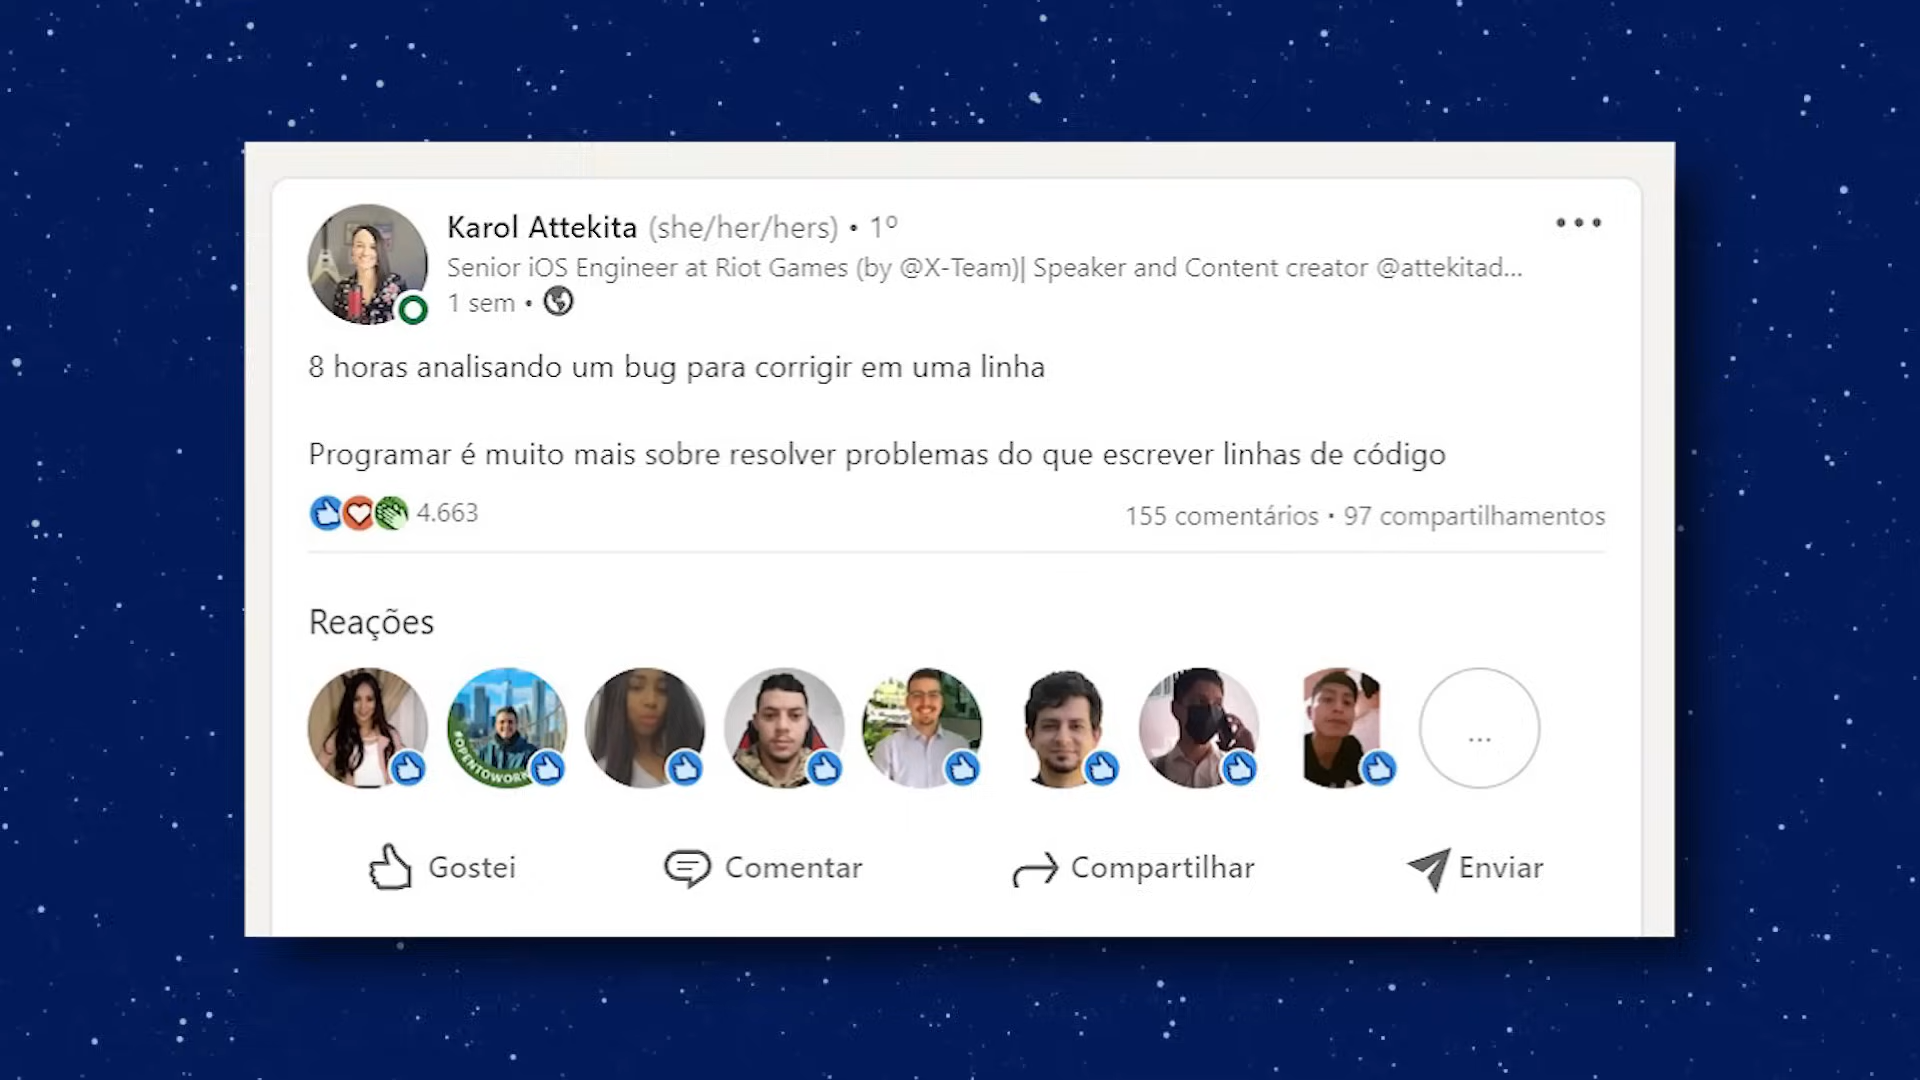 Karol Attekita (she/her/hers) • 1º
Senior iOS Engineer at Riot Games (by @X-Team)| Speaker and Content creator @attekitad...
1 sem •
8 horas analisando um bug para corrigir em uma linha
Programar é muito mais sobre resolver problemas do que escrever linhas de código
4.663
155 comentários • 97 compartilhamentos
Reações
#OPENTOWORK
...
Gostei
Comentar
Compartilhar
Enviar